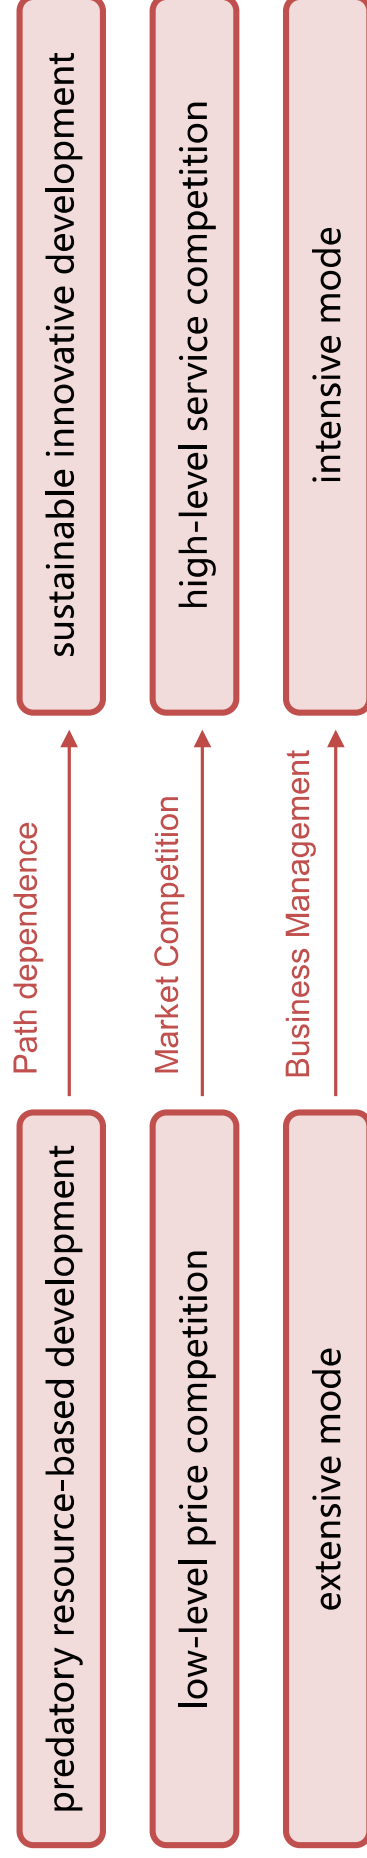 predatory resource-based development
Path dependence
sustainable innovative development
low-level price competition
Market Competition
high-level service competition
extensive mode
Business Management
intensive mode